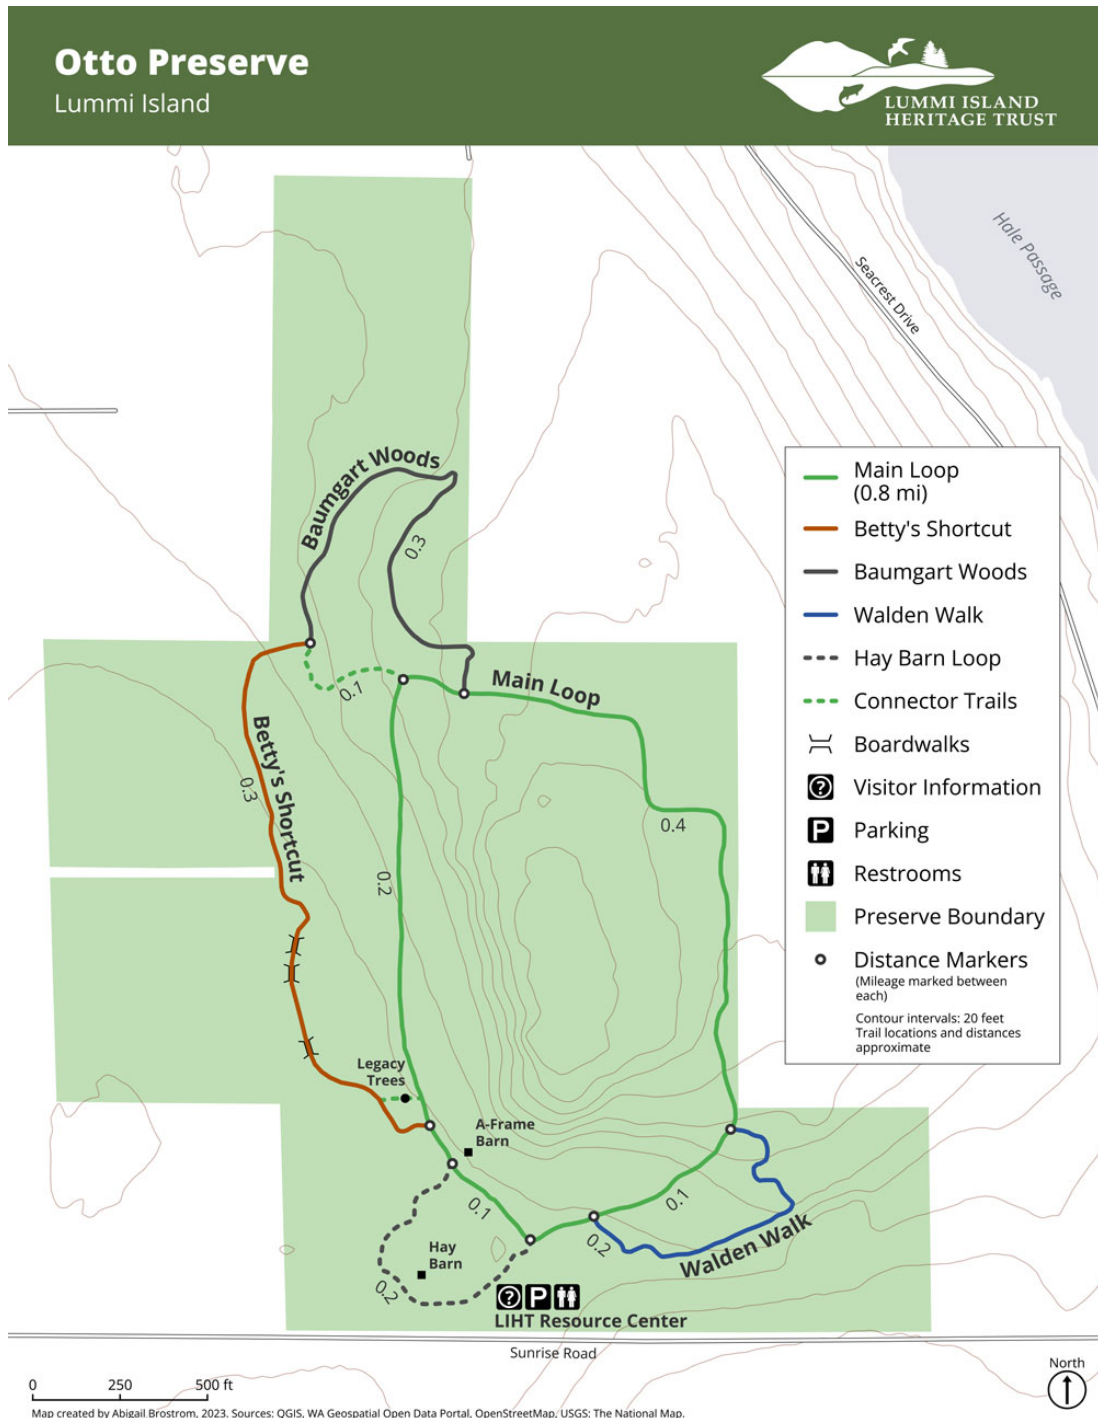 Otto Preserve
Lummi Island
LUMMI ISLAND
HERITAGE TRUST
Hale Passage
Seacrest Drive
Baumgart Woods
0.3
Main Loop
0.1
Betty's Shortcut
0.3
0.4
0.2
Legacy
Trees
A-Frame
Barn
0.1
0.1
0.2
Walden Walk
Hay
Barn
0.2
LIHT Resource Center
Sunrise Road
Main Loop
(0.8 mi)
Betty's Shortcut
Baumgart Woods
Walden Walk
Hay Barn Loop
Connector Trails
Boardwalks
? Visitor Information
P Parking
Restrooms
Preserve Boundary
Distance Markers
(Mileage marked between
each)
Contour intervals: 20 feet
Trail locations and distances
approximate
? P
North
0 250 500 ft
Map created by Abigail Brostrom, 2023. Sources: QGIS, WA Geospatial Open Data Portal, OpenStreetMap, USGS: The National Map.